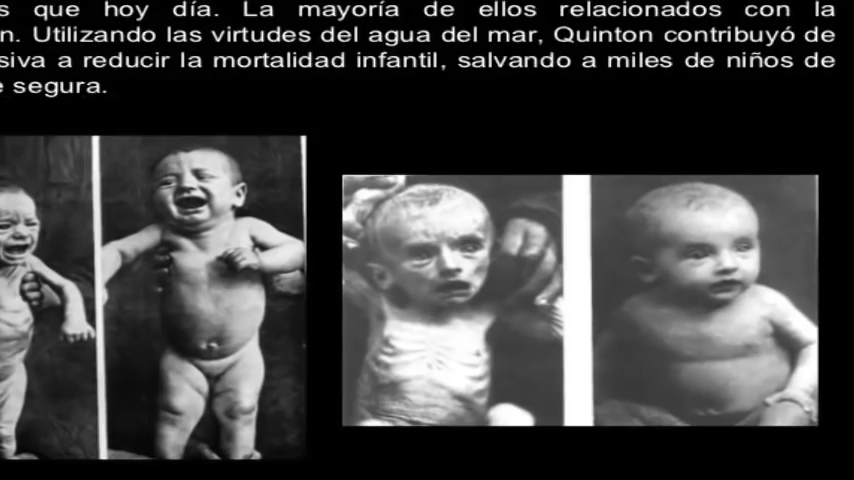 que hoy día. La mayoría de ellos relacionados con la
Utilizando las virtudes del agua del mar, Quinton contribuyó de
a reducir la mortalidad infantil, salvando a miles de niños de
segura.